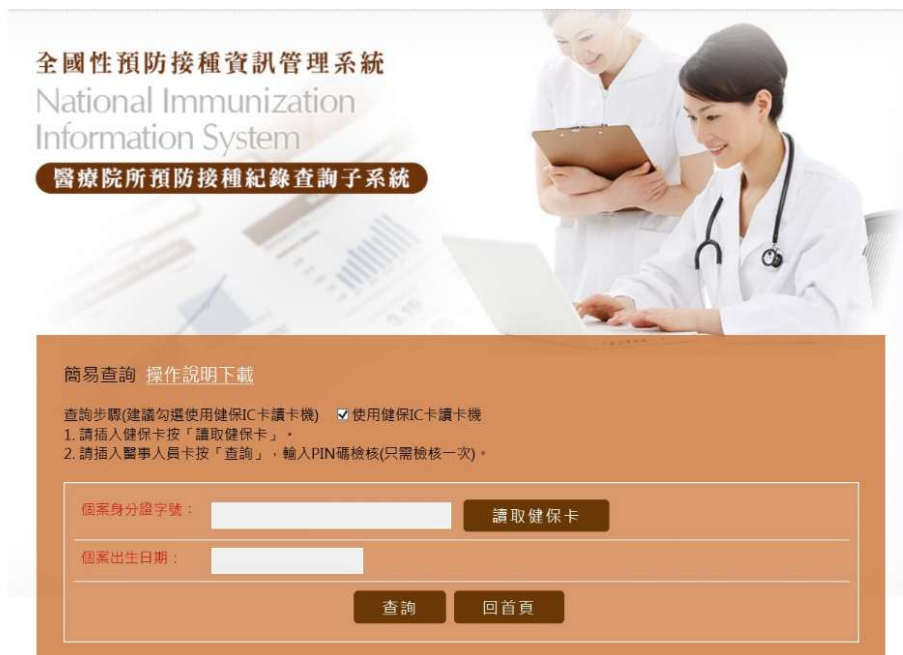 全國性預防接種資訊管理系統
National Immunization
Information System
醫療院所預防接種紀錄查詢子系統
簡易查詢 操作說明下載
查詢步驟(建議勾選使用健保IC卡讀卡機) 使用健保IC卡讀卡機
1. 請插入健保卡按「讀取健保卡」。
2. 請插入醫事人員卡按「查詢」，輸入PIN碼檢核(只需檢核一次)。
個案身分證字號：
讀取健保卡
個案出生日期：
查詢 回首頁